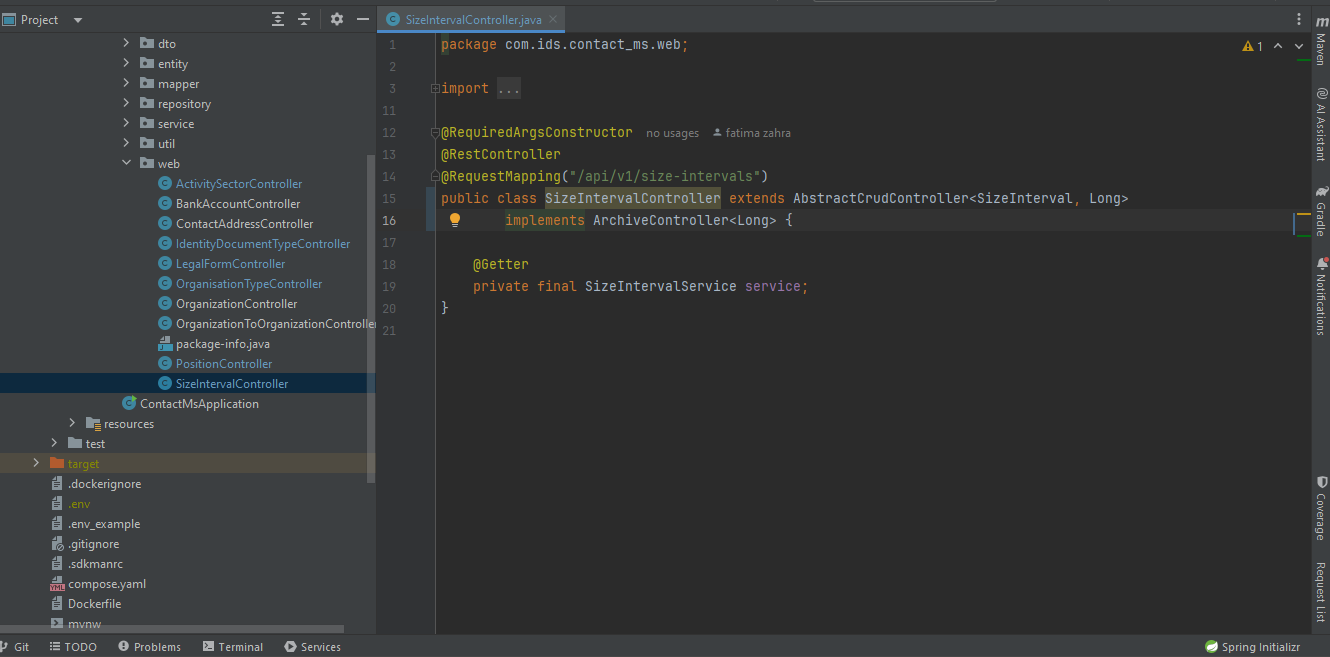 Project
SizeIntervalController.java
dto
entity
mapper
repository
service
util
web
ActivitySectorController
BankAccountController
ContactAddressController
IdentityDocumentTypeController
LegalFormController
OrganisationTypeController
OrganizationController
OrganizationToOrganizationController
package-info.java
PositionController
SizeIntervalController
ContactMsApplication
resources
test
target
.dockerignore
.env
.env_example
.gitignore
.sdkmanrc
compose.yaml
Dockerfile
mvnw
1 package com.ids.contact_ms.web;
2
3 import ...
11
12 @RequiredArgsConstructor no usages fatima zahra
13 @RestController
14 @RequestMapping("/api/v1/size-intervals")
15 public class SizeIntervalController extends AbstractCrudController<SizeInterval, Long>
16 implements ArchiveController<Long> {
17
18 @Getter
19 private final SizeIntervalService service;
20 }
21
1
m
Maven
AI Assistant
Gradle
Notifications
Coverage
Request List
Git
TODO
Problems
Terminal
Services
Spring Initializr